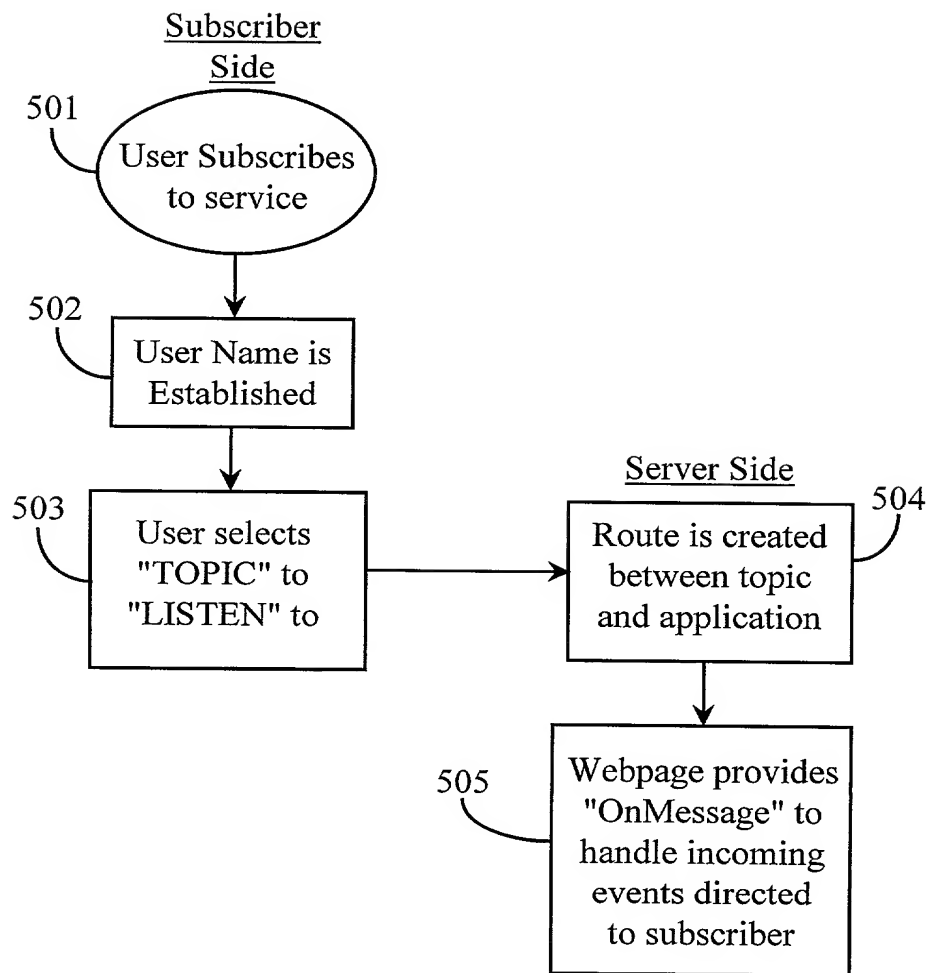 Subscriber
Side
501
User Subscribes
to service
502
User Name is
Established
503
User selects
"TOPIC" to
"LISTEN" to
Server Side
504
Route is created
between topic
and application
505
Webpage provides
"OnMessage" to
handle incoming
events directed
to subscriber